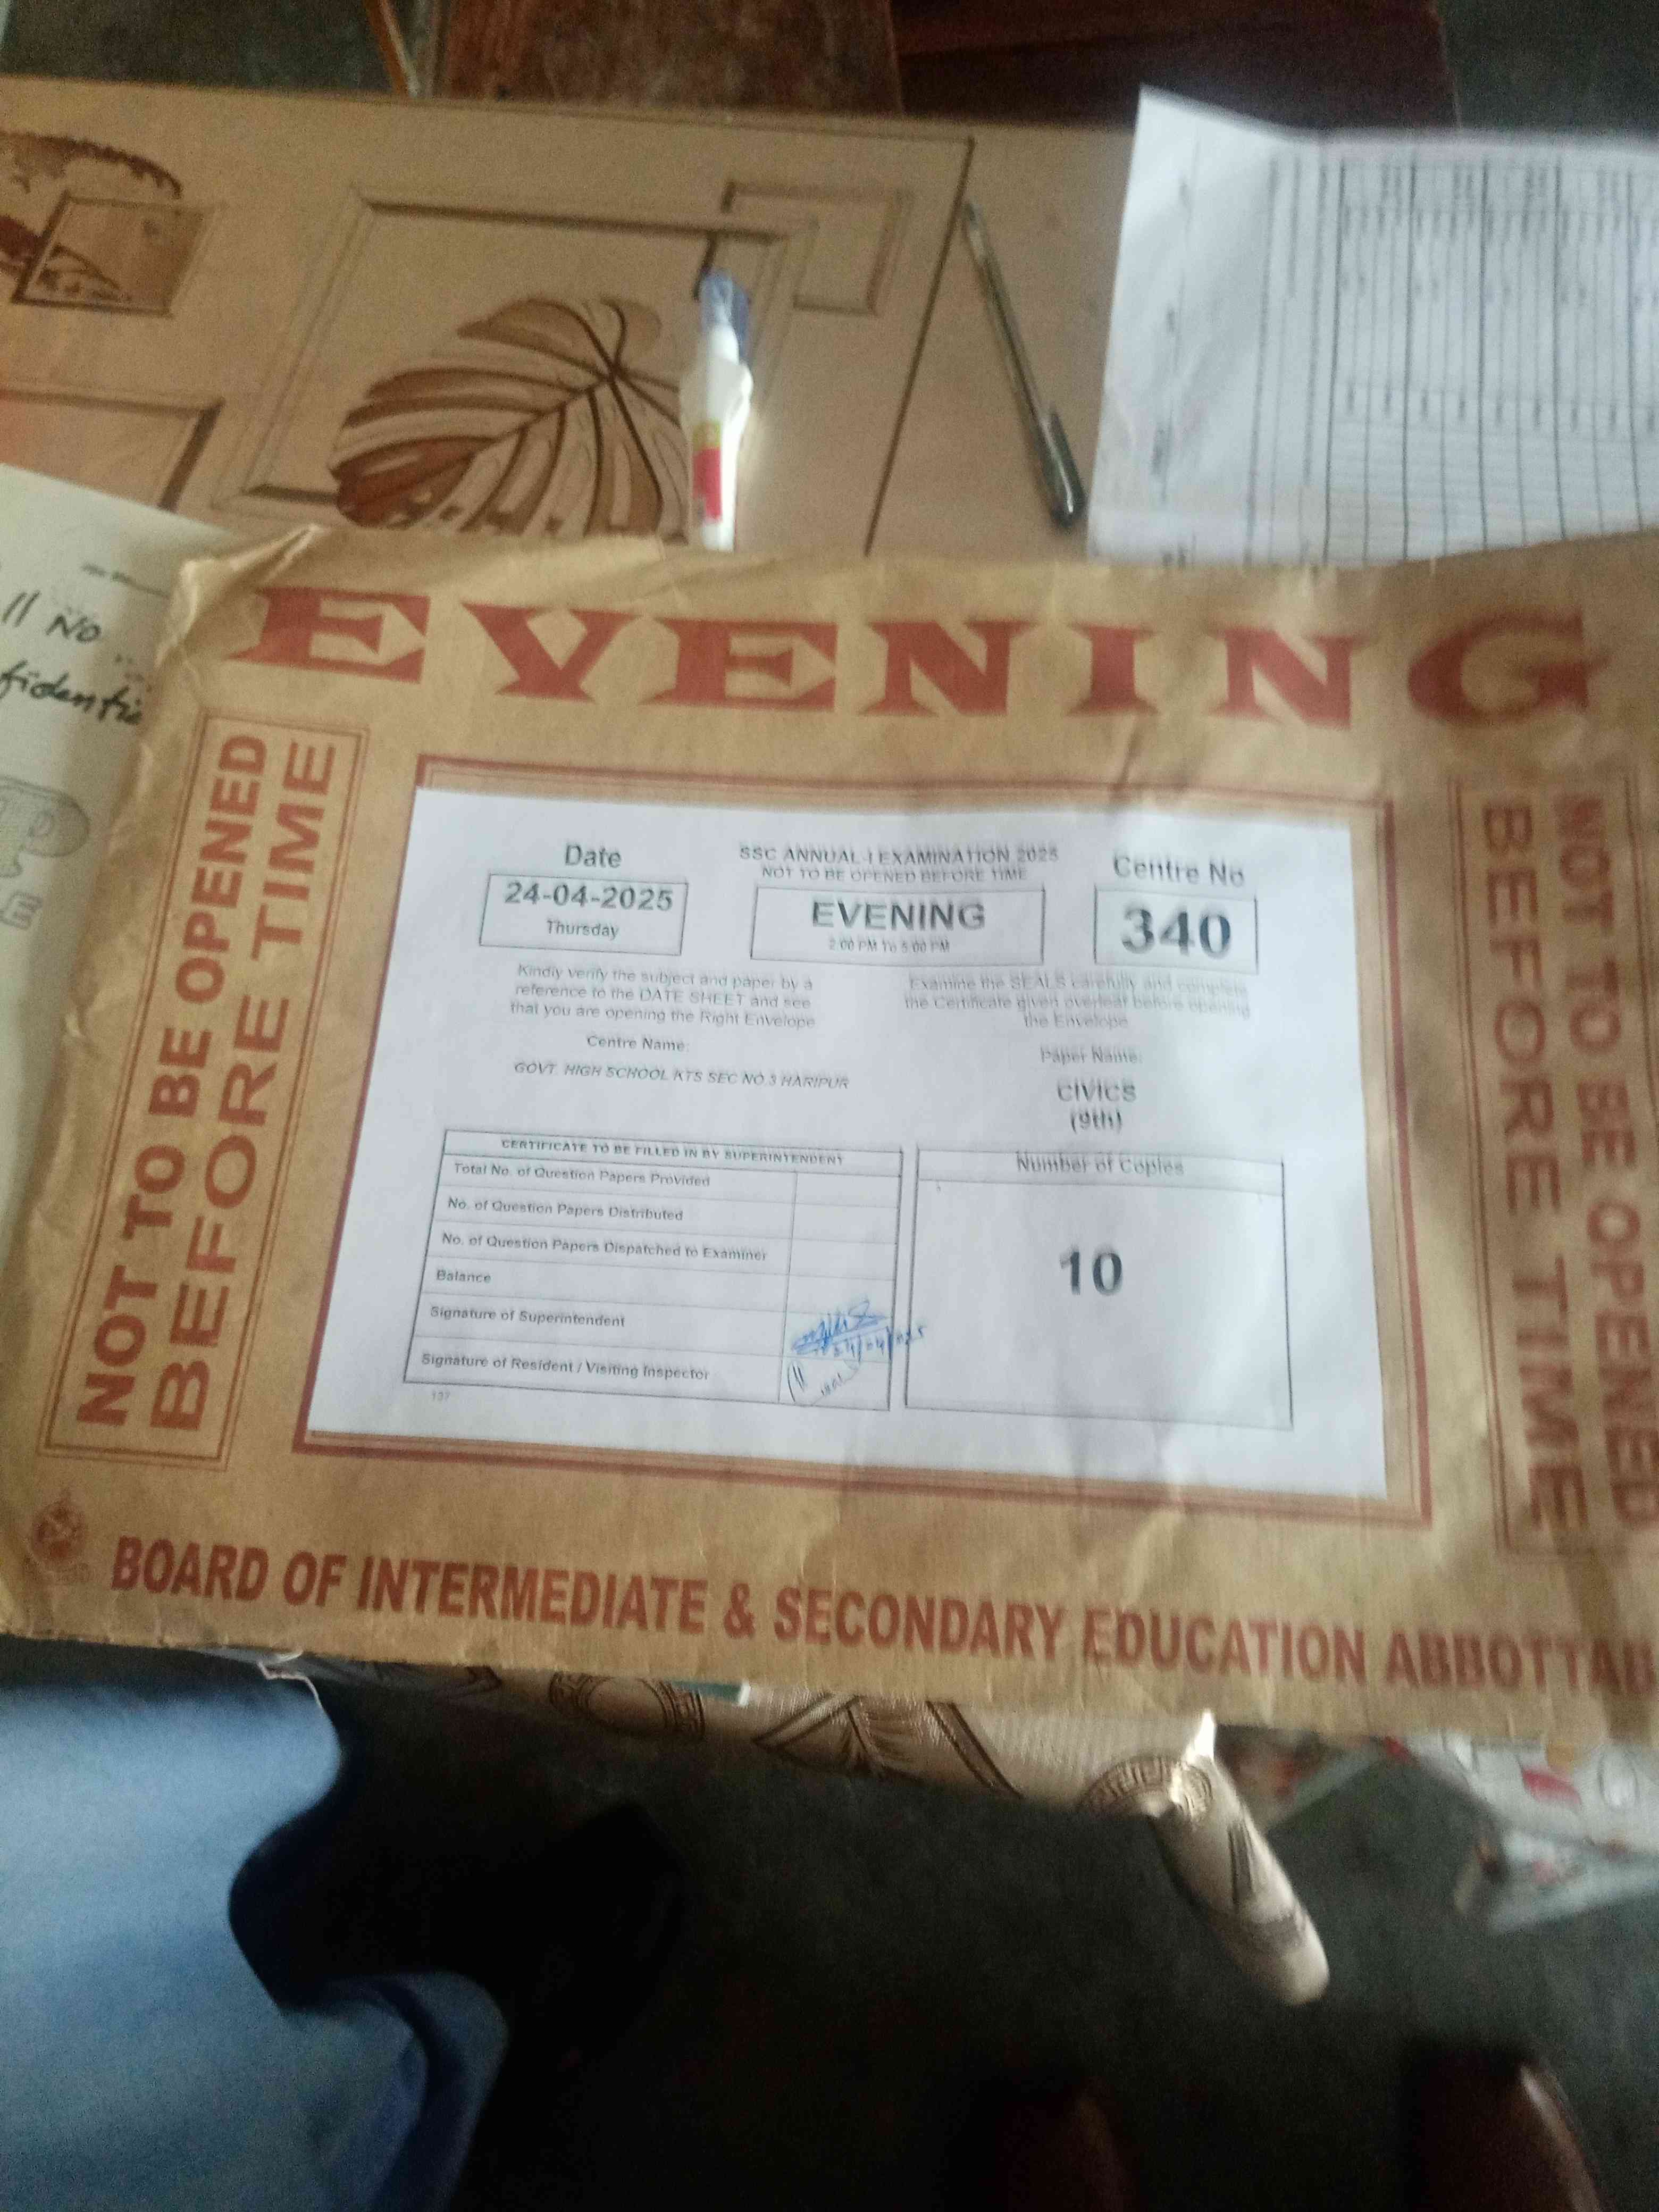 ll No
fidentia
EVENING
NOT TO BE OPENED
BEFORE TIME
Date
24-04-2025
Thursday
SSC ANNUAL-I EXAMINATION 2025
NOT TO BE OPENED BEFORE TIME
EVENING
2:00 PM To 5:00 PM
Centre No
340
Kindly verify the subject and paper by a
reference to the DATE SHEET and see
that you are opening the Right Envelope
Examine the SEALS carefully and complete
the Certificate given overleaf before opening
the Envelope
Centre Name:
GOVT. HIGH SCHOOL KTS SEC NO.3 HARIPUR
Paper Name:
CIVICS
(9th)
CERTIFICATE TO BE FILLED IN BY SUPERINTENDENT
Total No. of Question Papers Provided
No. of Question Papers Distributed
No. of Question Papers Dispatched to Examiner
Balance
Signature of Superintendent
Signature of Resident / Visiting Inspector
Number of Copies
10
137
NOT TO BE OPENED
BEFORE TIME
BOARD OF INTERMEDIATE & SECONDARY EDUCATION ABBOTTAB